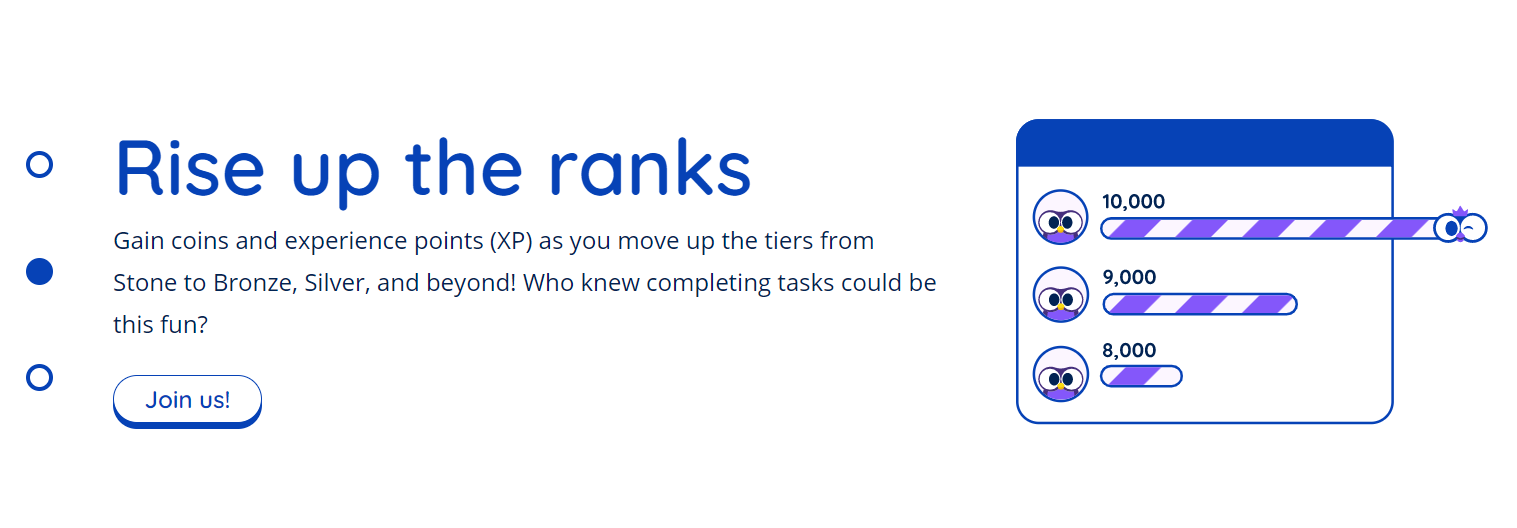 Rise up the ranks
Gain coins and experience points (XP) as you move up the tiers from
Stone to Bronze, Silver, and beyond! Who knew completing tasks could be
this fun?
Join us!
10,000
9,000
8,000